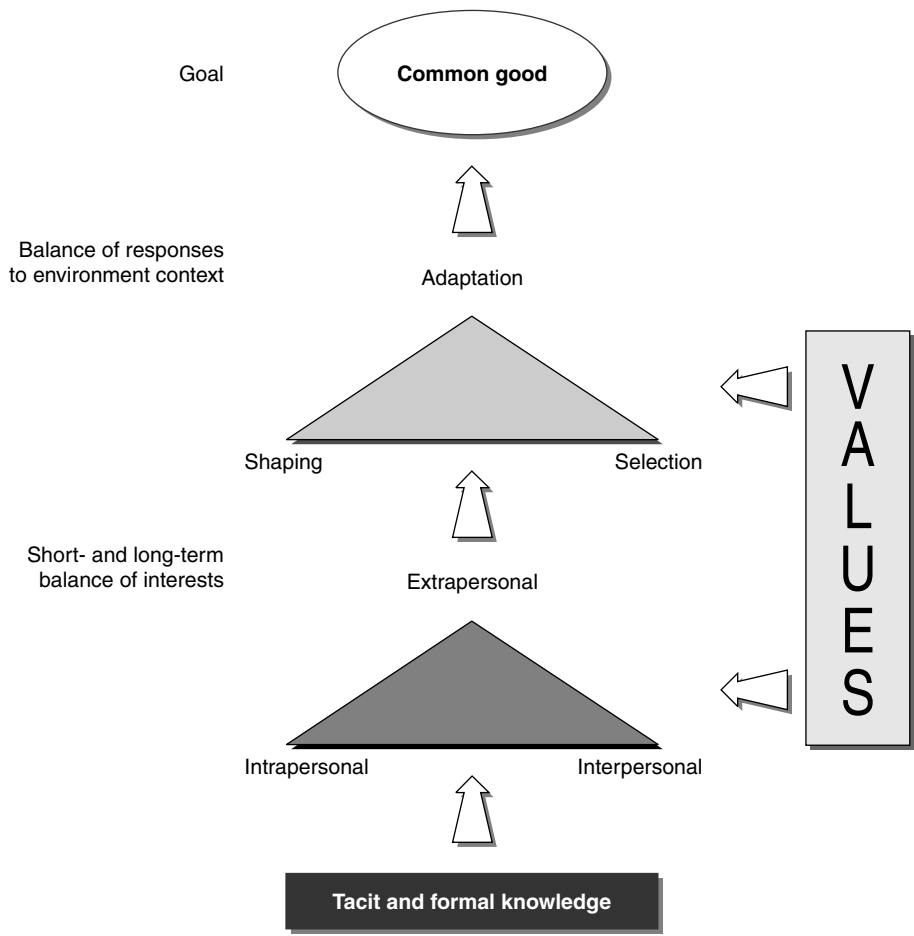 Goal
Common good
Balance of responses
to environment context
Adaptation
Shaping
Selection
VALUES
Short- and long-term
balance of interests
Extrapersonal
Intrapersonal
Interpersonal
Tacit and formal knowledge